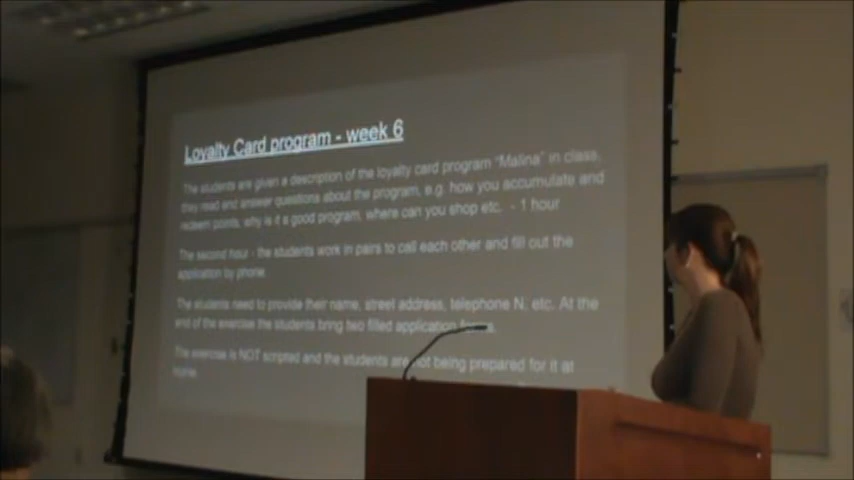 Loyalty Card program - week 6
The students are given a description of the loyalty card program "Malina" in class,
they read and answer questions about the program, e.g. how you accumulate and
redeem points, why is it s good program, where can you shop etc. - 1 hour
The second hour - the students work in pairs to call each other and fill out the
application by phone.
The students need to provide their name, street address, telephone N. etc. At the
end of the exercise the students bring two filled application forms.
The exercise is NOT scripted and the students are not being prepared for it at
home.